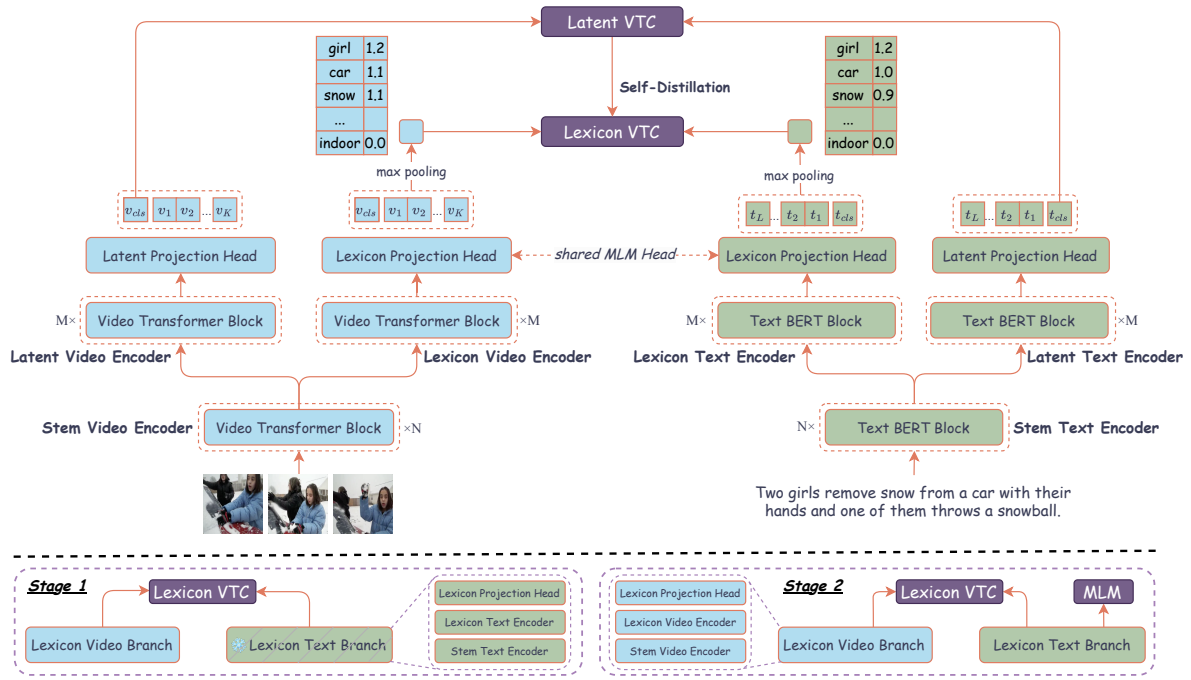 Latent VTC
girl 1.2
car 1.1
snow 1.1
...
indoor 0.0
girl 1.2
car 1.0
snow 0.9
...
indoor 0.0
Self-Distillation
Lexicon VTC
max pooling
max pooling
v_cls v_1 v_2 ... v_K
v_cls v_1 v_2 ... v_K
t_L ... t_2 t_1 t_cls
t_L ... t_2 t_1 t_cls
Latent Projection Head
Lexicon Projection Head
shared MLM Head
Lexicon Projection Head
Latent Projection Head
M×
Video Transformer Block
Video Transformer Block
×M
M×
Text BERT Block
Text BERT Block
×M
Latent Video Encoder
Lexicon Video Encoder
Lexicon Text Encoder
Latent Text Encoder
Stem Video Encoder
Video Transformer Block
×N
N×
Text BERT Block
Stem Text Encoder
Two girls remove snow from a car with their
hands and one of them throws a snowball.
Stage 1
Lexicon VTC
Lexicon Video Branch
Lexicon Text Branch
Lexicon Projection Head
Lexicon Text Encoder
Stem Text Encoder
Lexicon Projection Head
Lexicon Video Encoder
Stem Video Encoder
Stage 2
Lexicon VTC
MLM
Lexicon Video Branch
Lexicon Text Branch